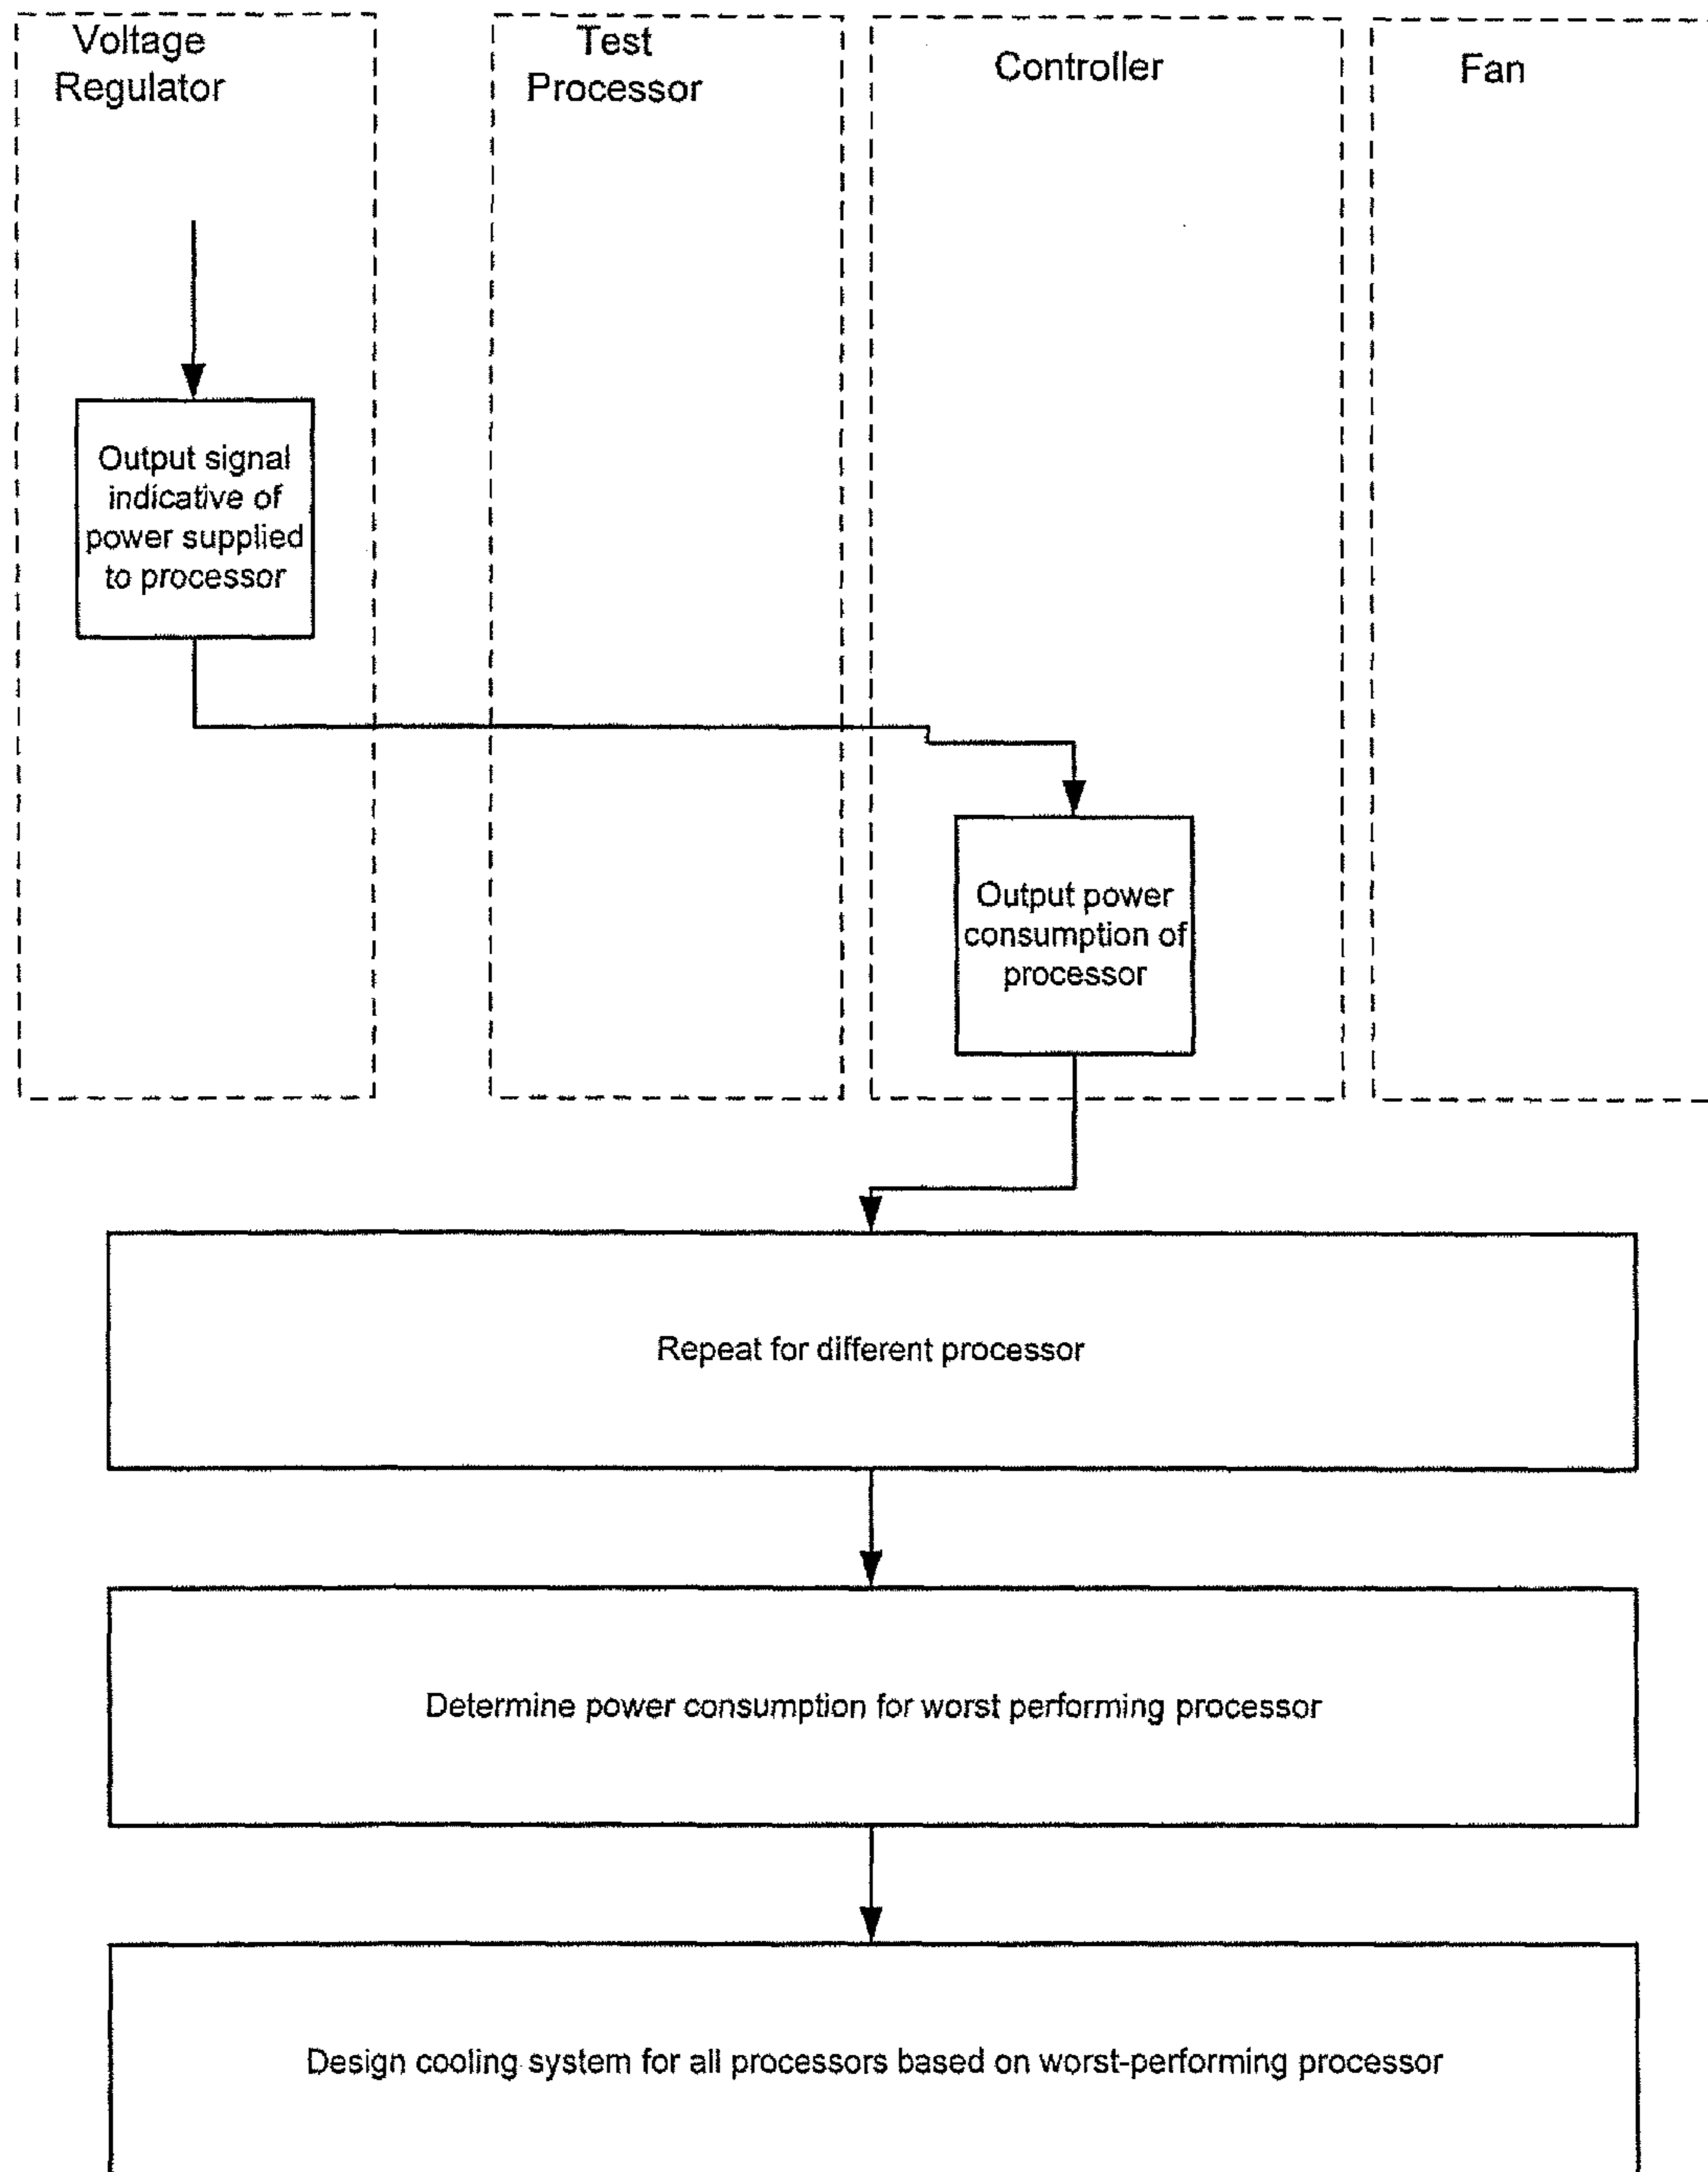 Voltage
Regulator
Test
Processor
Controller
Fan
Output signal
indicative of
power supplied
to processor
Output power
consumption of
processor
Repeat for different processor
Determine power consumption for worst performing processor
Design cooling system for all processors based on worst-performing processor